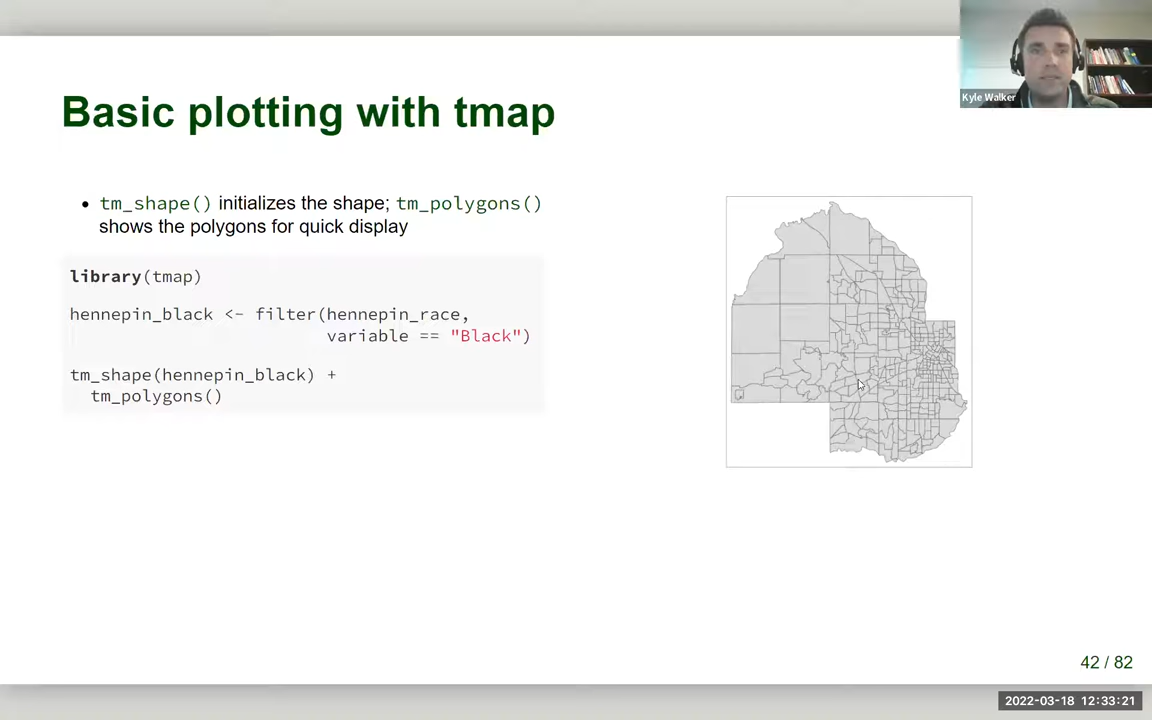 Kyle Walker
Basic plotting with tmap
• tm_shape() initializes the shape; tm_polygons()
shows the polygons for quick display
library(tmap)
hennepin_black <- filter(hennepin_race,
variable == "Black")
tm_shape(hennepin_black) +
tm_polygons()
42 / 82
2022-03-18 12:33:21